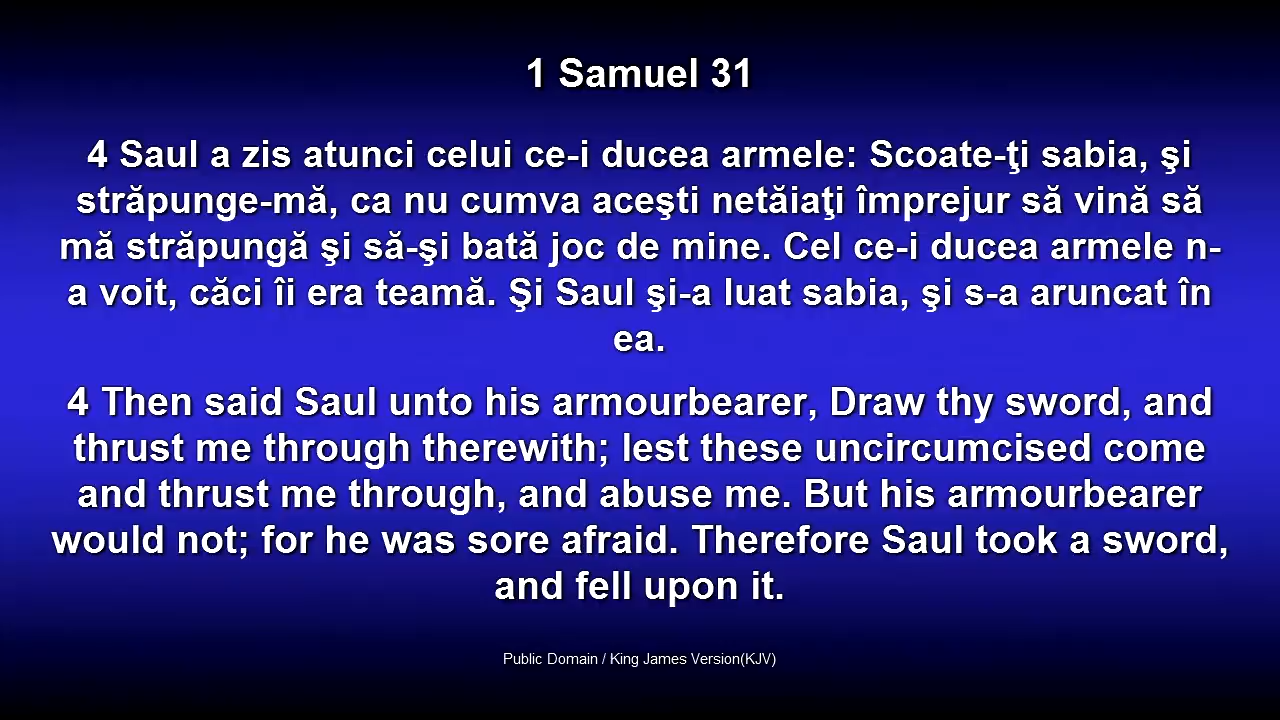 1 Samuel 31
4 Saul a zis atunci celui ce-i ducea armele: Scoate-ţi sabia, şi
străpunge-mă, ca nu cumva aceşti netăiaţi împrejur să vină să
mă străpungă şi să-şi bată joc de mine. Cel ce-i ducea armele n-
a voit, căci îi era teamă. Şi Saul şi-a luat sabia, şi s-a aruncat în
ea.
4 Then said Saul unto his armourbearer, Draw thy sword, and
thrust me through therewith; lest these uncircumcised come
and thrust me through, and abuse me. But his armourbearer
would not; for he was sore afraid. Therefore Saul took a sword,
and fell upon it.
Public Domain / King James Version(KJV)